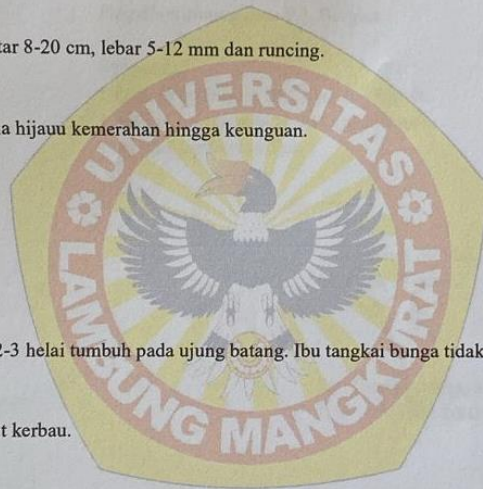 tar 8-20 cm, lebar 5-12 mm dan runcing.
a hijauu kemerahan hingga keunguan.
UNIVERSITAS
LAMBUNG MANGKURAT
2-3 helai tumbuh pada ujung batang. Ibu tangkai bunga tidak
t kerbau.